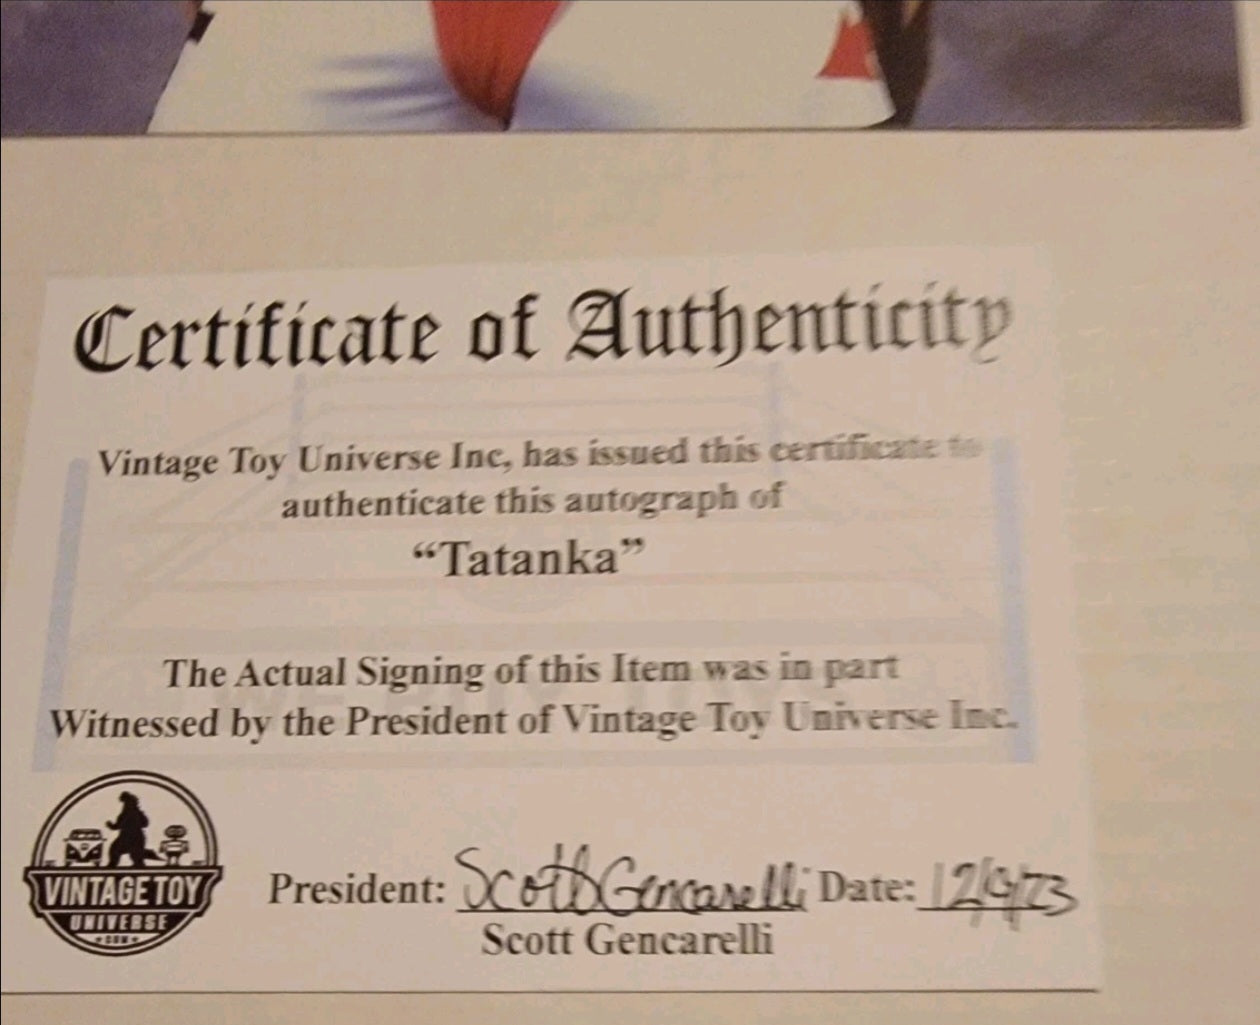 Certificate of Authenticity
Vintage Toy Universe Inc, has issued this certificate to
authenticate this autograph of
“Tatanka”
The Actual Signing of this Item was in part
Witnessed by the President of Vintage Toy Universe Inc.
VINTAGE TOY
UNIVERSE
President: Scott Gencarelli Date: 12/9/23
Scott Gencarelli